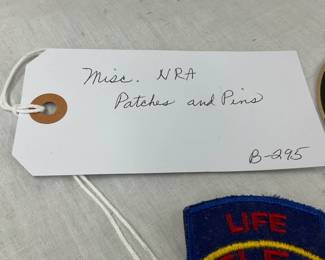 Misc. NRA
Patches and Pins
B-295
LIFE